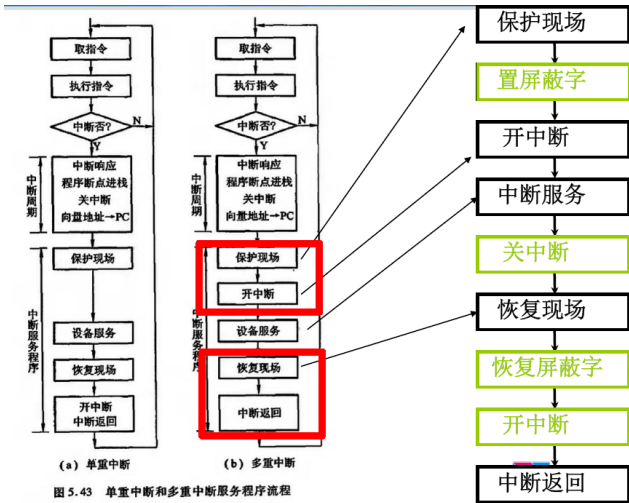 取指令
执行指令
中断否?
N
Y
中断响应
程序断点进栈
关中断
向量地址→PC
中断周期
保护现场
设备服务
恢复现场
开中断
中断返回
中断服务程序
(a) 单重中断
取指令
执行指令
中断否?
N
Y
中断响应
程序断点进栈
关中断
向量地址→PC
中断周期
保护现场
开中断
设备服务
恢复现场
中断返回
中断服务程序
(b) 多重中断
图 5.43 单重中断和多重中断服务程序流程
保护现场
置屏蔽字
开中断
中断服务
关中断
恢复现场
恢复屏蔽字
开中断
中断返回